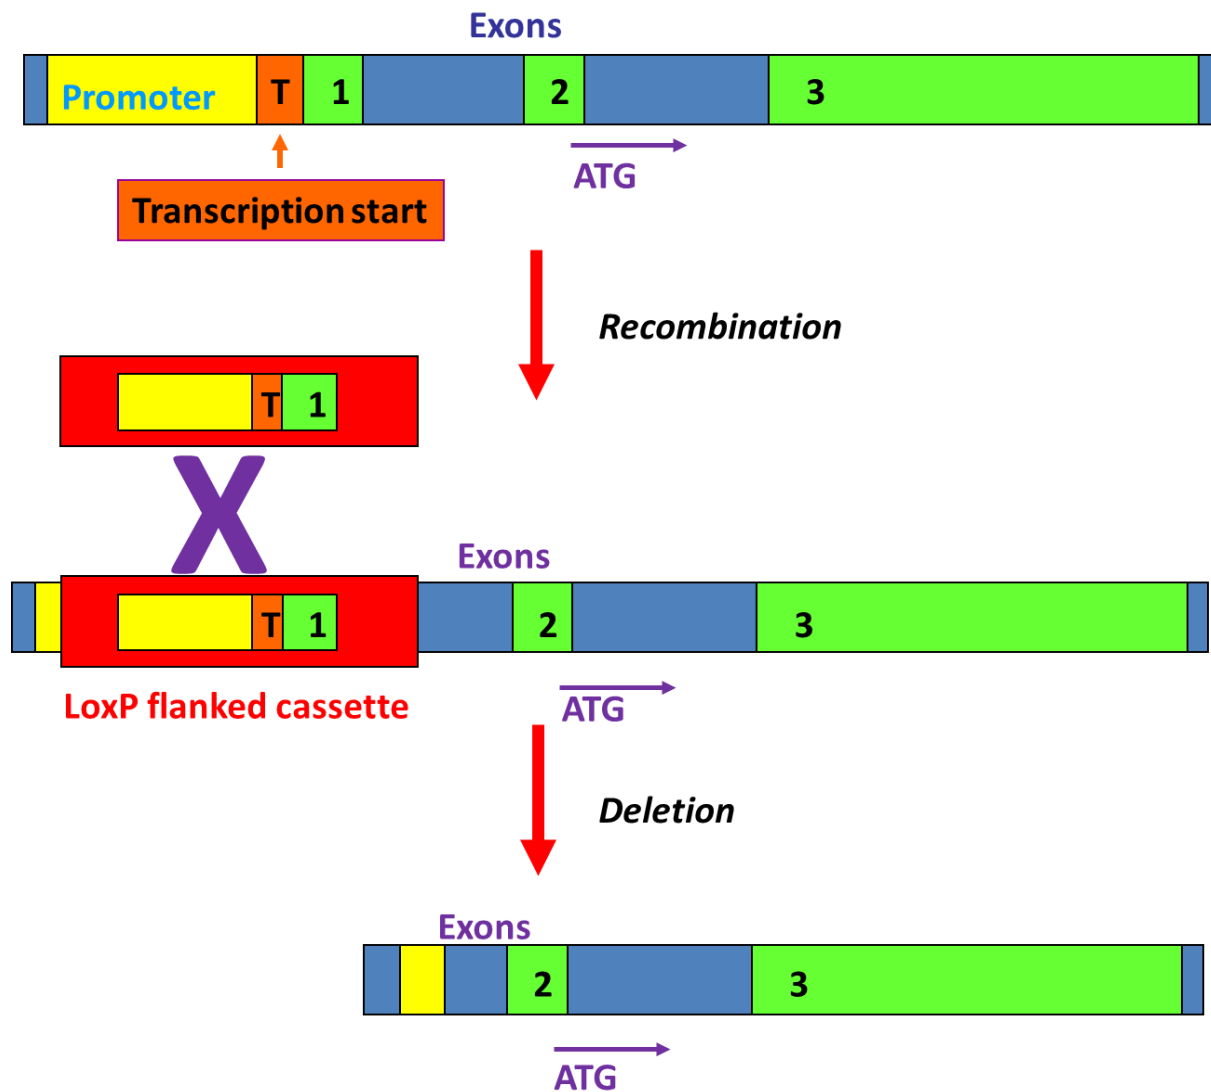 Exons
Promoter T 1 2 3
ATG
Transcription start
Recombination
T 1
Exons
T 1 2 3
LoxP flanked cassette
ATG
Deletion
Exons
2 3
ATG